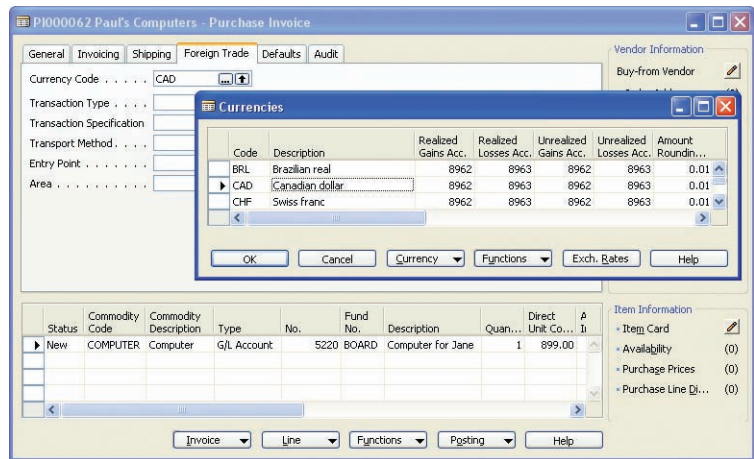 PI000062 Paul's Computers - Purchase Invoice
General Invoicing Shipping Foreign Trade Defaults Audit
Currency Code . . . . . CAD
Transaction Type . . . .
Transaction Specification
Transport Method . . . .
Entry Point . . . . . . .
Area . . . . . . . . . .
Vendor Information
Buy-from Vendor
Currencies
Code Description Realized Gains Acc. Realized Losses Acc. Unrealized Gains Acc. Unrealized Losses Acc. Amount Roundin...
BRL Brazilian real 8962 8963 8962 8963 0.01
CAD Canadian dollar 8962 8963 8962 8963 0.01
CHF Swiss franc 8962 8963 8962 8963 0.01
OK Cancel Currency Functions Exch. Rates Help
Status Commodity Code Commodity Description Type No. Fund No. Description Quan... Direct Unit Co... A I
New COMPUTER Computer G/L Account 5220 BOARD Computer for Jane 1 899.00
Item Information
Item Card
Availability (0)
Purchase Prices (0)
Purchase Line Di... (0)
Invoice Line Functions Posting Help